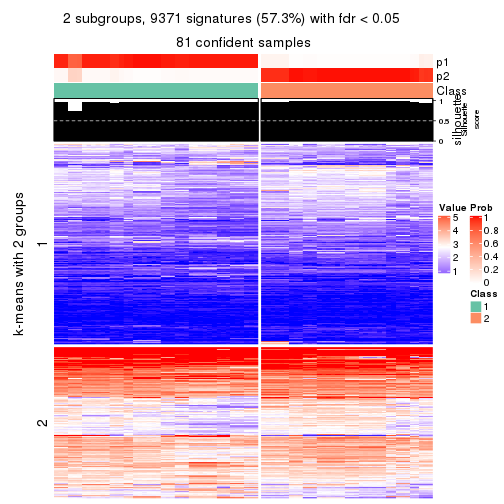 2 subgroups, 9371 signatures (57.3%) with fdr < 0.05
81 confident samples
p1
p2
Class
silhouette
Silhouette
score
1
0.5
0
k-means with 2 groups
1
2
Value
5
4
3
2
1
Prob
1
0.8
0.6
0.4
0.2
0
Class
1
2